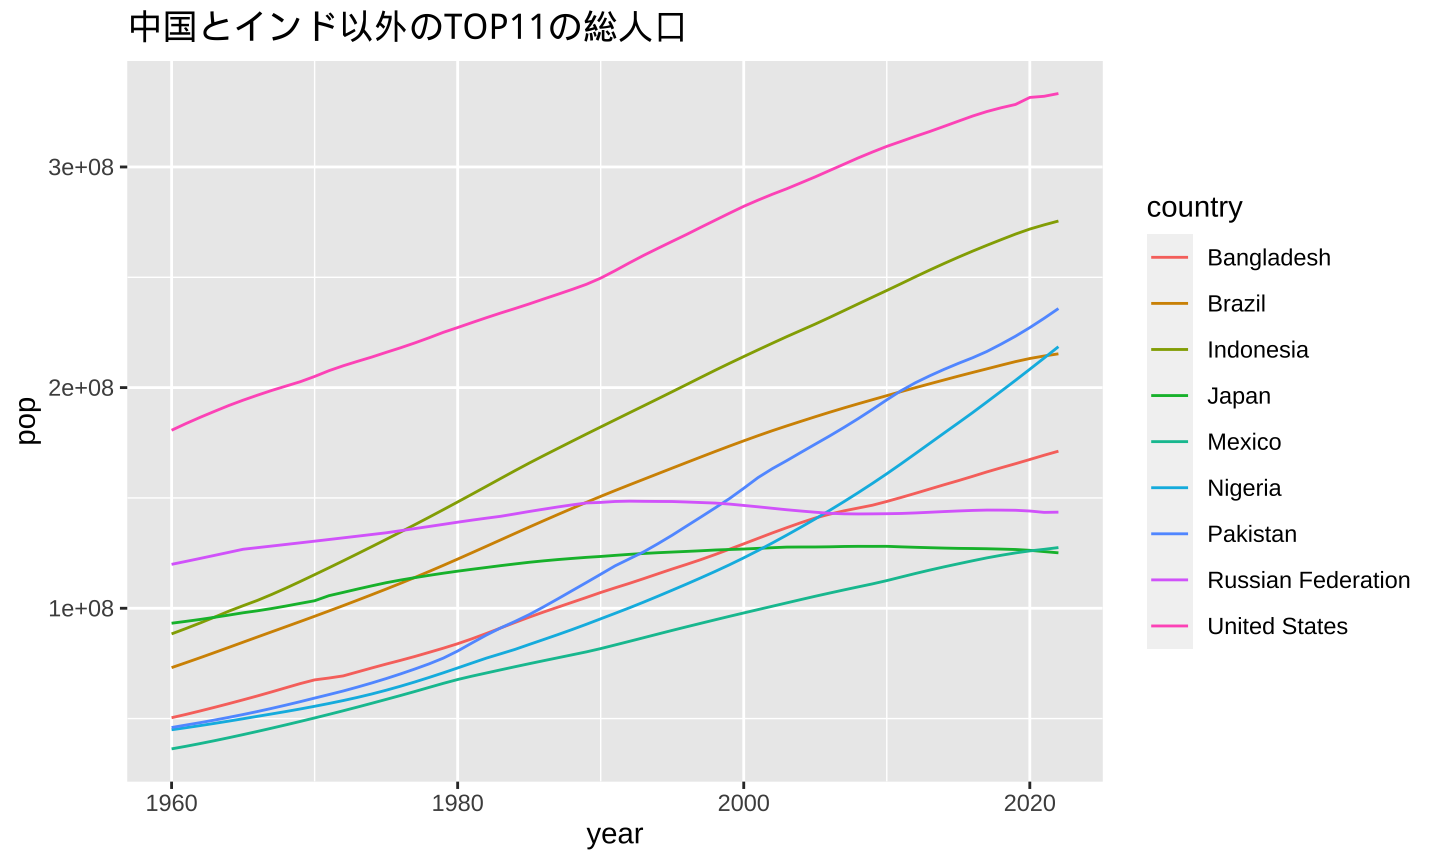 中国とインド以外のTOP11の総人口
3e+08
2e+08
1e+08
pop
1960
1980
2000
2020
year
country
Bangladesh
Brazil
Indonesia
Japan
Mexico
Nigeria
Pakistan
Russian Federation
United States